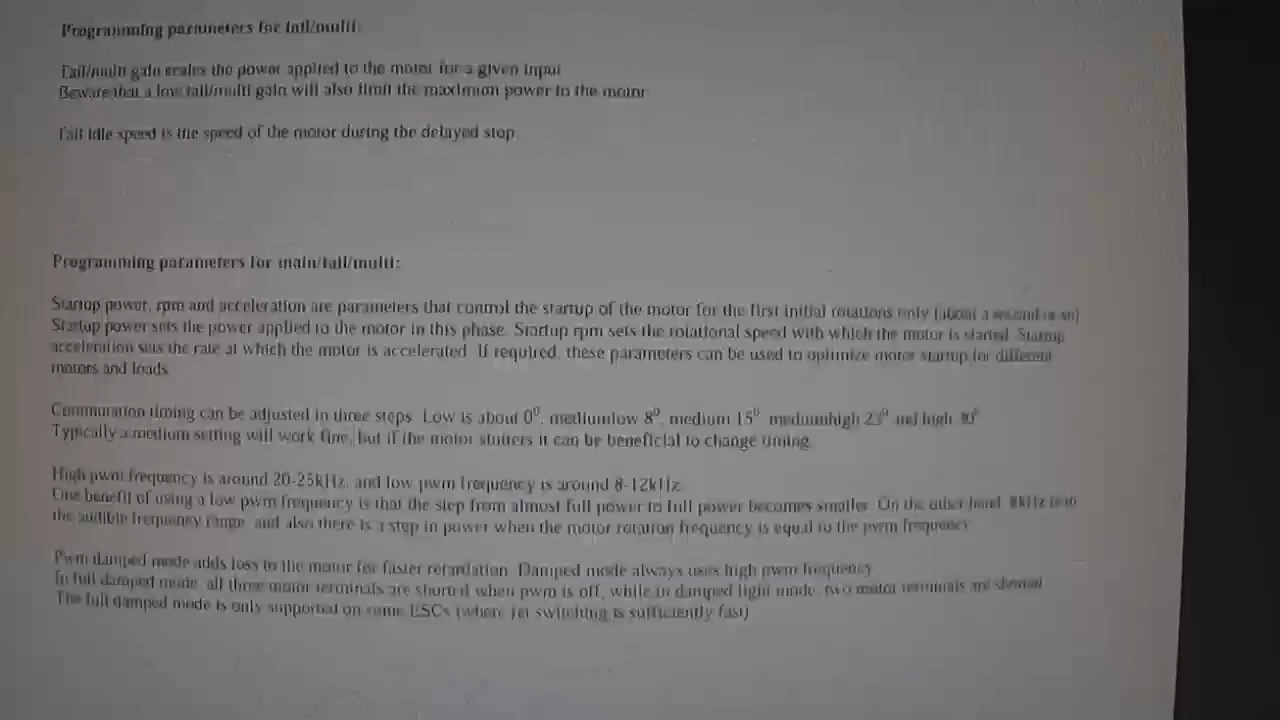 Programming parameters for tail/multi:
Tail/multi gain scales the power applied to the motor for a given input
Beware that a low tail/multi gain will also limit the maximum power to the motor
Tail idle speed is the speed of the motor during the delayed stop.
Programming parameters for main/tail/multi:
Startup power, rpm and acceleration are parameters that control the startup of the motor for the first initial rotations only (about a second or so)
Startup power sets the power applied to the motor in this phase. Startup rpm sets the rotational speed with which the motor is started. Startup
acceleration sets the rate at which the motor is accelerated. If required, these parameters can be used to optimize motor startup for different
motors and loads
Commutation timing can be adjusted in three steps. Low is about 0⁰, mediumlow 8⁰, medium 15⁰, mediumhigh 23⁰ and high 30⁰
Typically a medium setting will work fine, but if the motor stutters it can be beneficial to change timing.
High pwm frequency is around 20-25kHz, and low pwm frequency is around 8-12kHz.
One benefit of using a low pwm frequency is that the step from almost full power to full power becomes smaller. On the other hand, 8kHz is in
the audible frequency range, and also there is a step in power when the motor rotation frequency is equal to the pwm frequency
Pwm damped mode adds loss to the motor for faster retardation. Damped mode always uses high pwm frequency
In full damped mode, all three motor terminals are shorted when pwm is off, while in damped light mode, two motor terminals are shorted
The full damped mode is only supported on some ESCs (where fet switching is sufficiently fast)